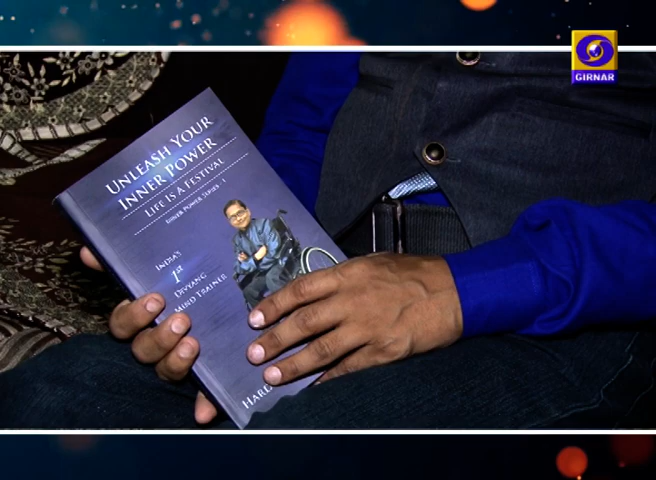 GIRNAR
UNLEASH YOUR
INNER POWER
LIFE IS A FESTIVAL
INNER POWER SERIES - 1
INDIA'S
1st
DIVYANG
MIND TRAINER